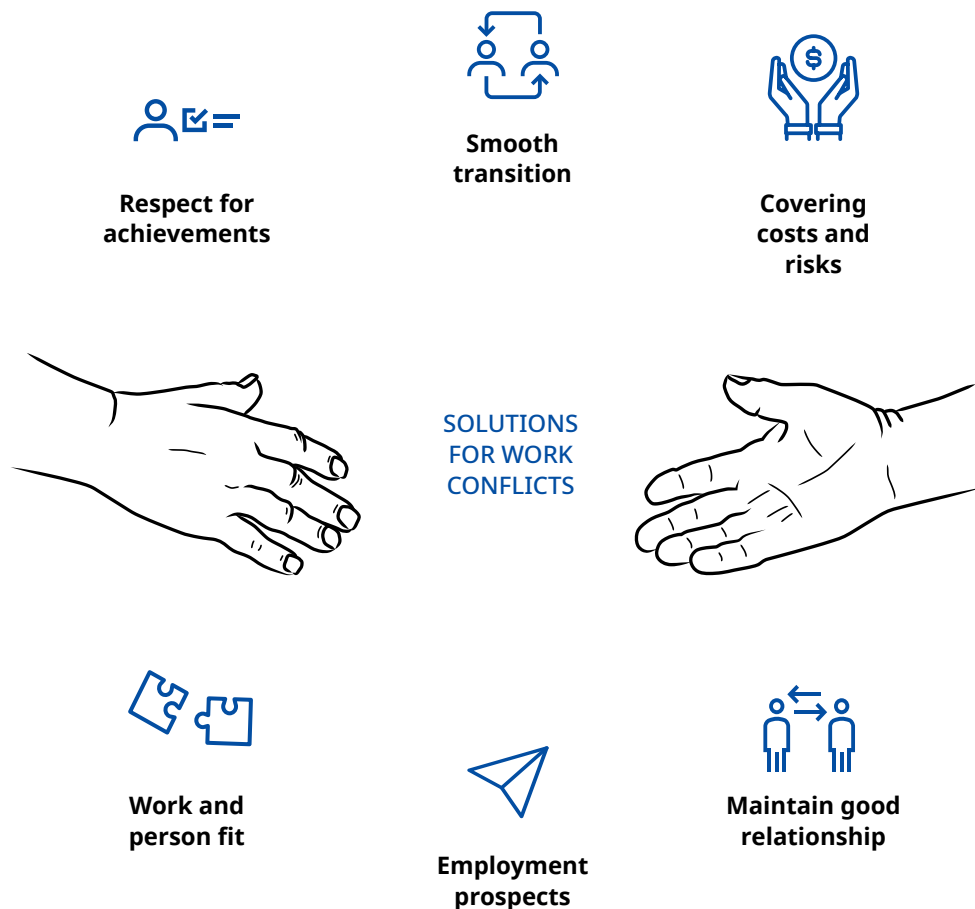 Smooth
transition
Respect for
achievements
Covering
costs and
risks
SOLUTIONS
FOR WORK
CONFLICTS
Work and
person fit
Employment
prospects
Maintain good
relationship